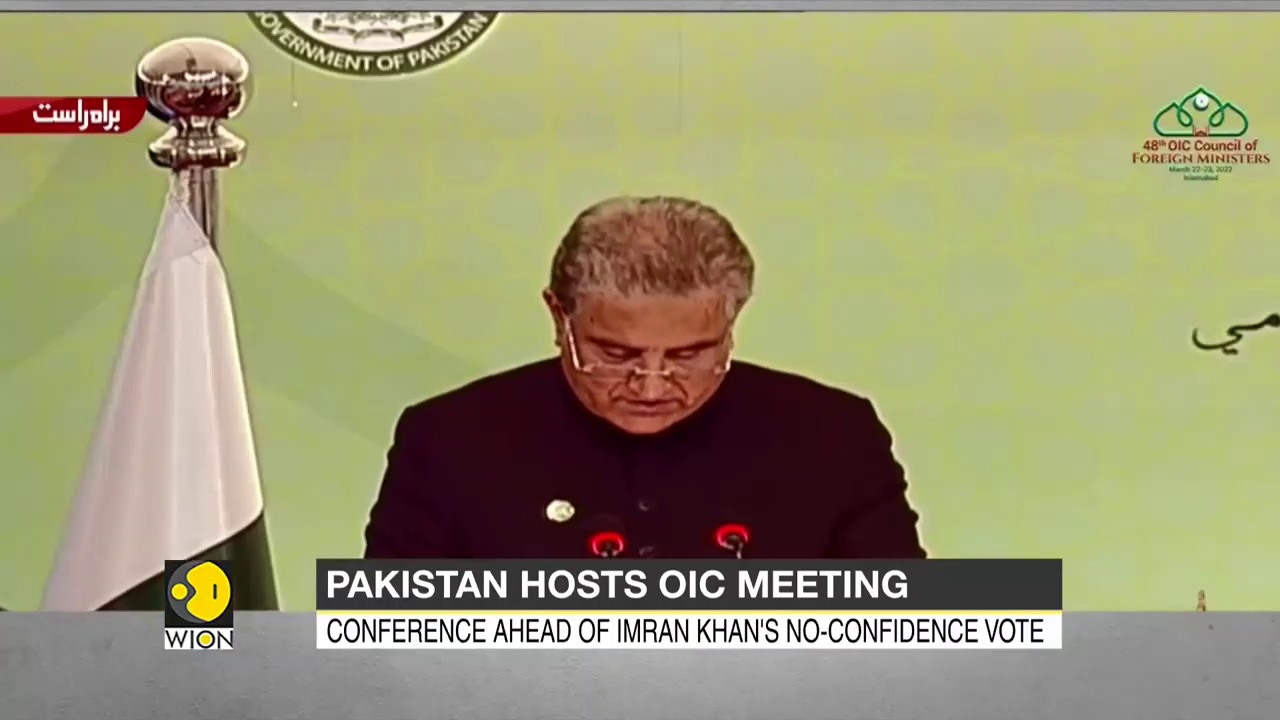 GOVERNMENT OF PAKISTAN
براہ راست
48th OIC Council of
FOREIGN MINISTERS
March 22-23, 2022
Islamabad
مي
PAKISTAN HOSTS OIC MEETING
CONFERENCE AHEAD OF IMRAN KHAN'S NO-CONFIDENCE VOTE
WION